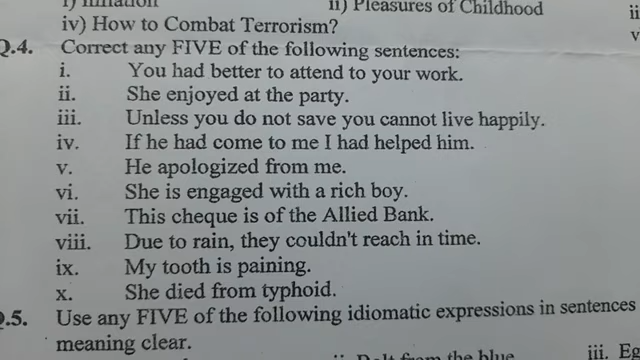 ii) Pleasures of Childhood
iv) How to Combat Terrorism?
Q.4. Correct any FIVE of the following sentences:
i. You had better to attend to your work.
ii. She enjoyed at the party.
iii. Unless you do not save you cannot live happily.
iv. If he had come to me I had helped him.
v. He apologized from me.
vi. She is engaged with a rich boy.
vii. This cheque is of the Allied Bank.
viii. Due to rain, they couldn't reach in time.
ix. My tooth is paining.
x. She died from typhoid.
.5. Use any FIVE of the following idiomatic expressions in sentences
meaning clear.
the blue
iii.